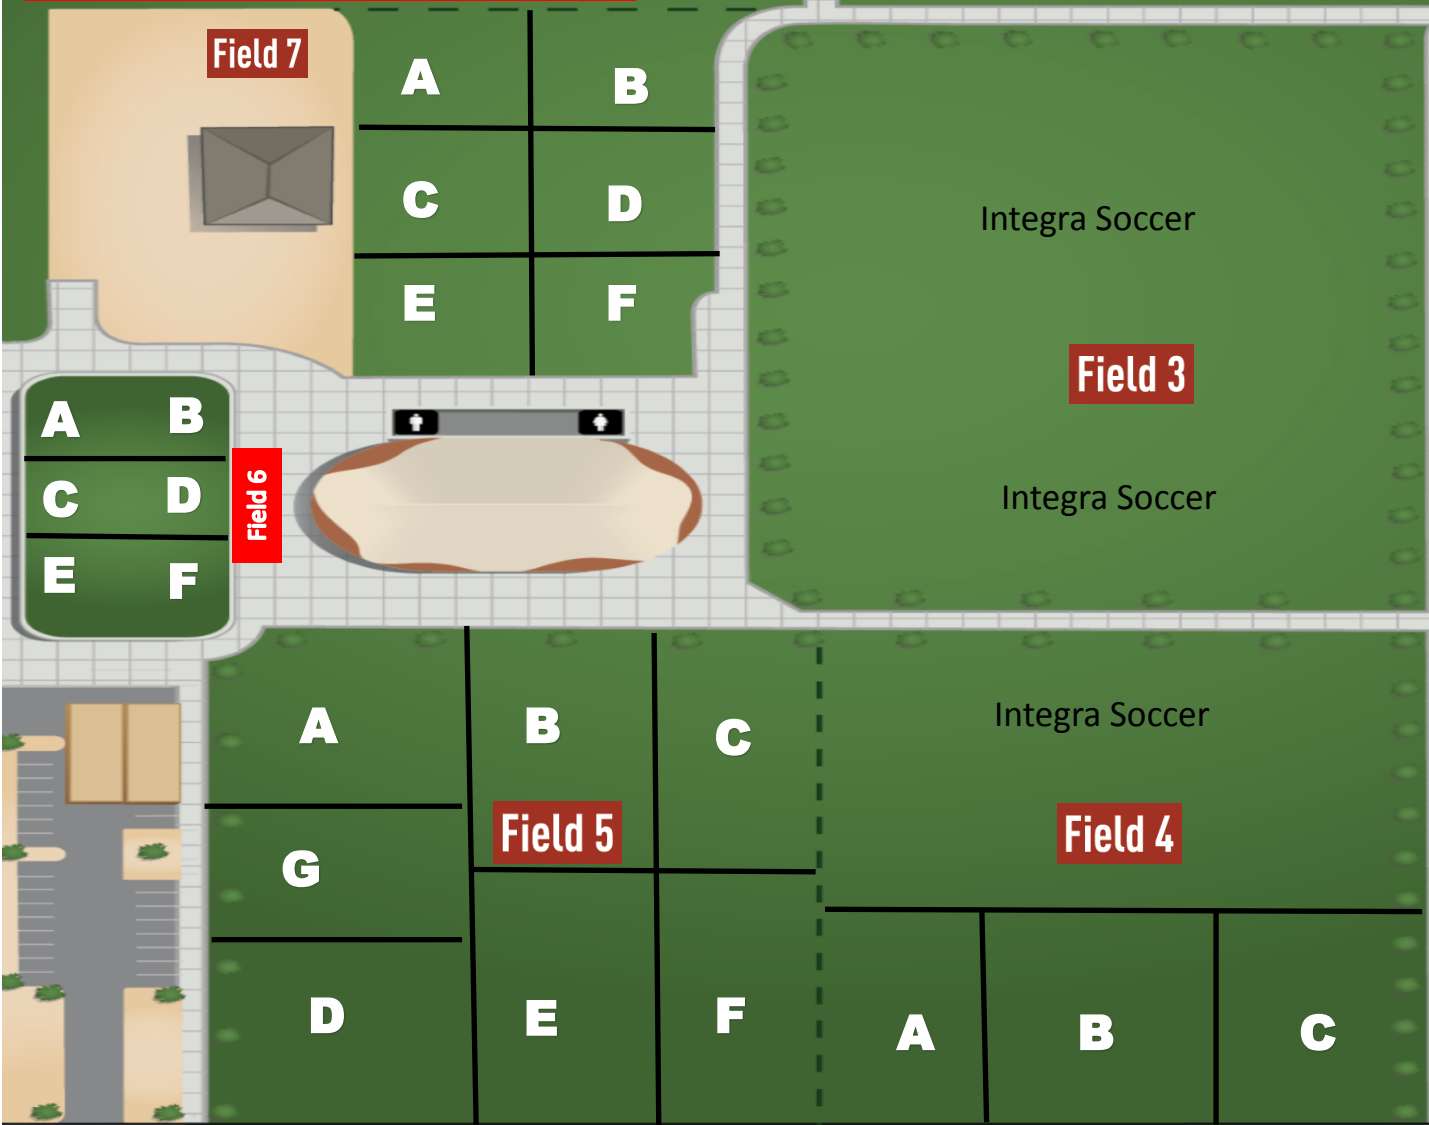 Field 7
A
B
C
D
E
F
Integra Soccer
Field 3
Integra Soccer
A
B
C
D
E
F
Field 6
A
B
C
G
D
E
F
Field 5
Integra Soccer
Field 4
A
B
C